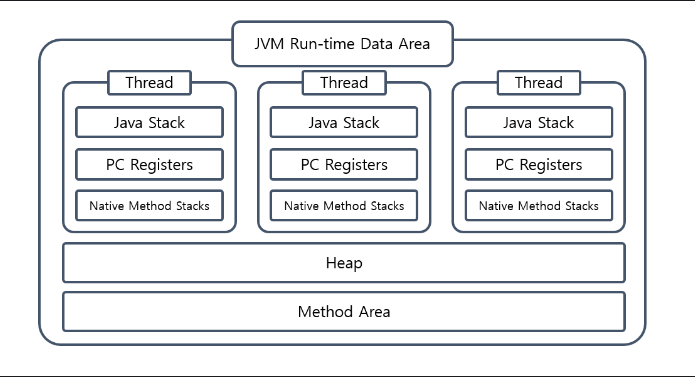 JVM Run-time Data Area
Thread
Java Stack
PC Registers
Native Method Stacks
Thread
Java Stack
PC Registers
Native Method Stacks
Thread
Java Stack
PC Registers
Native Method Stacks
Heap
Method Area